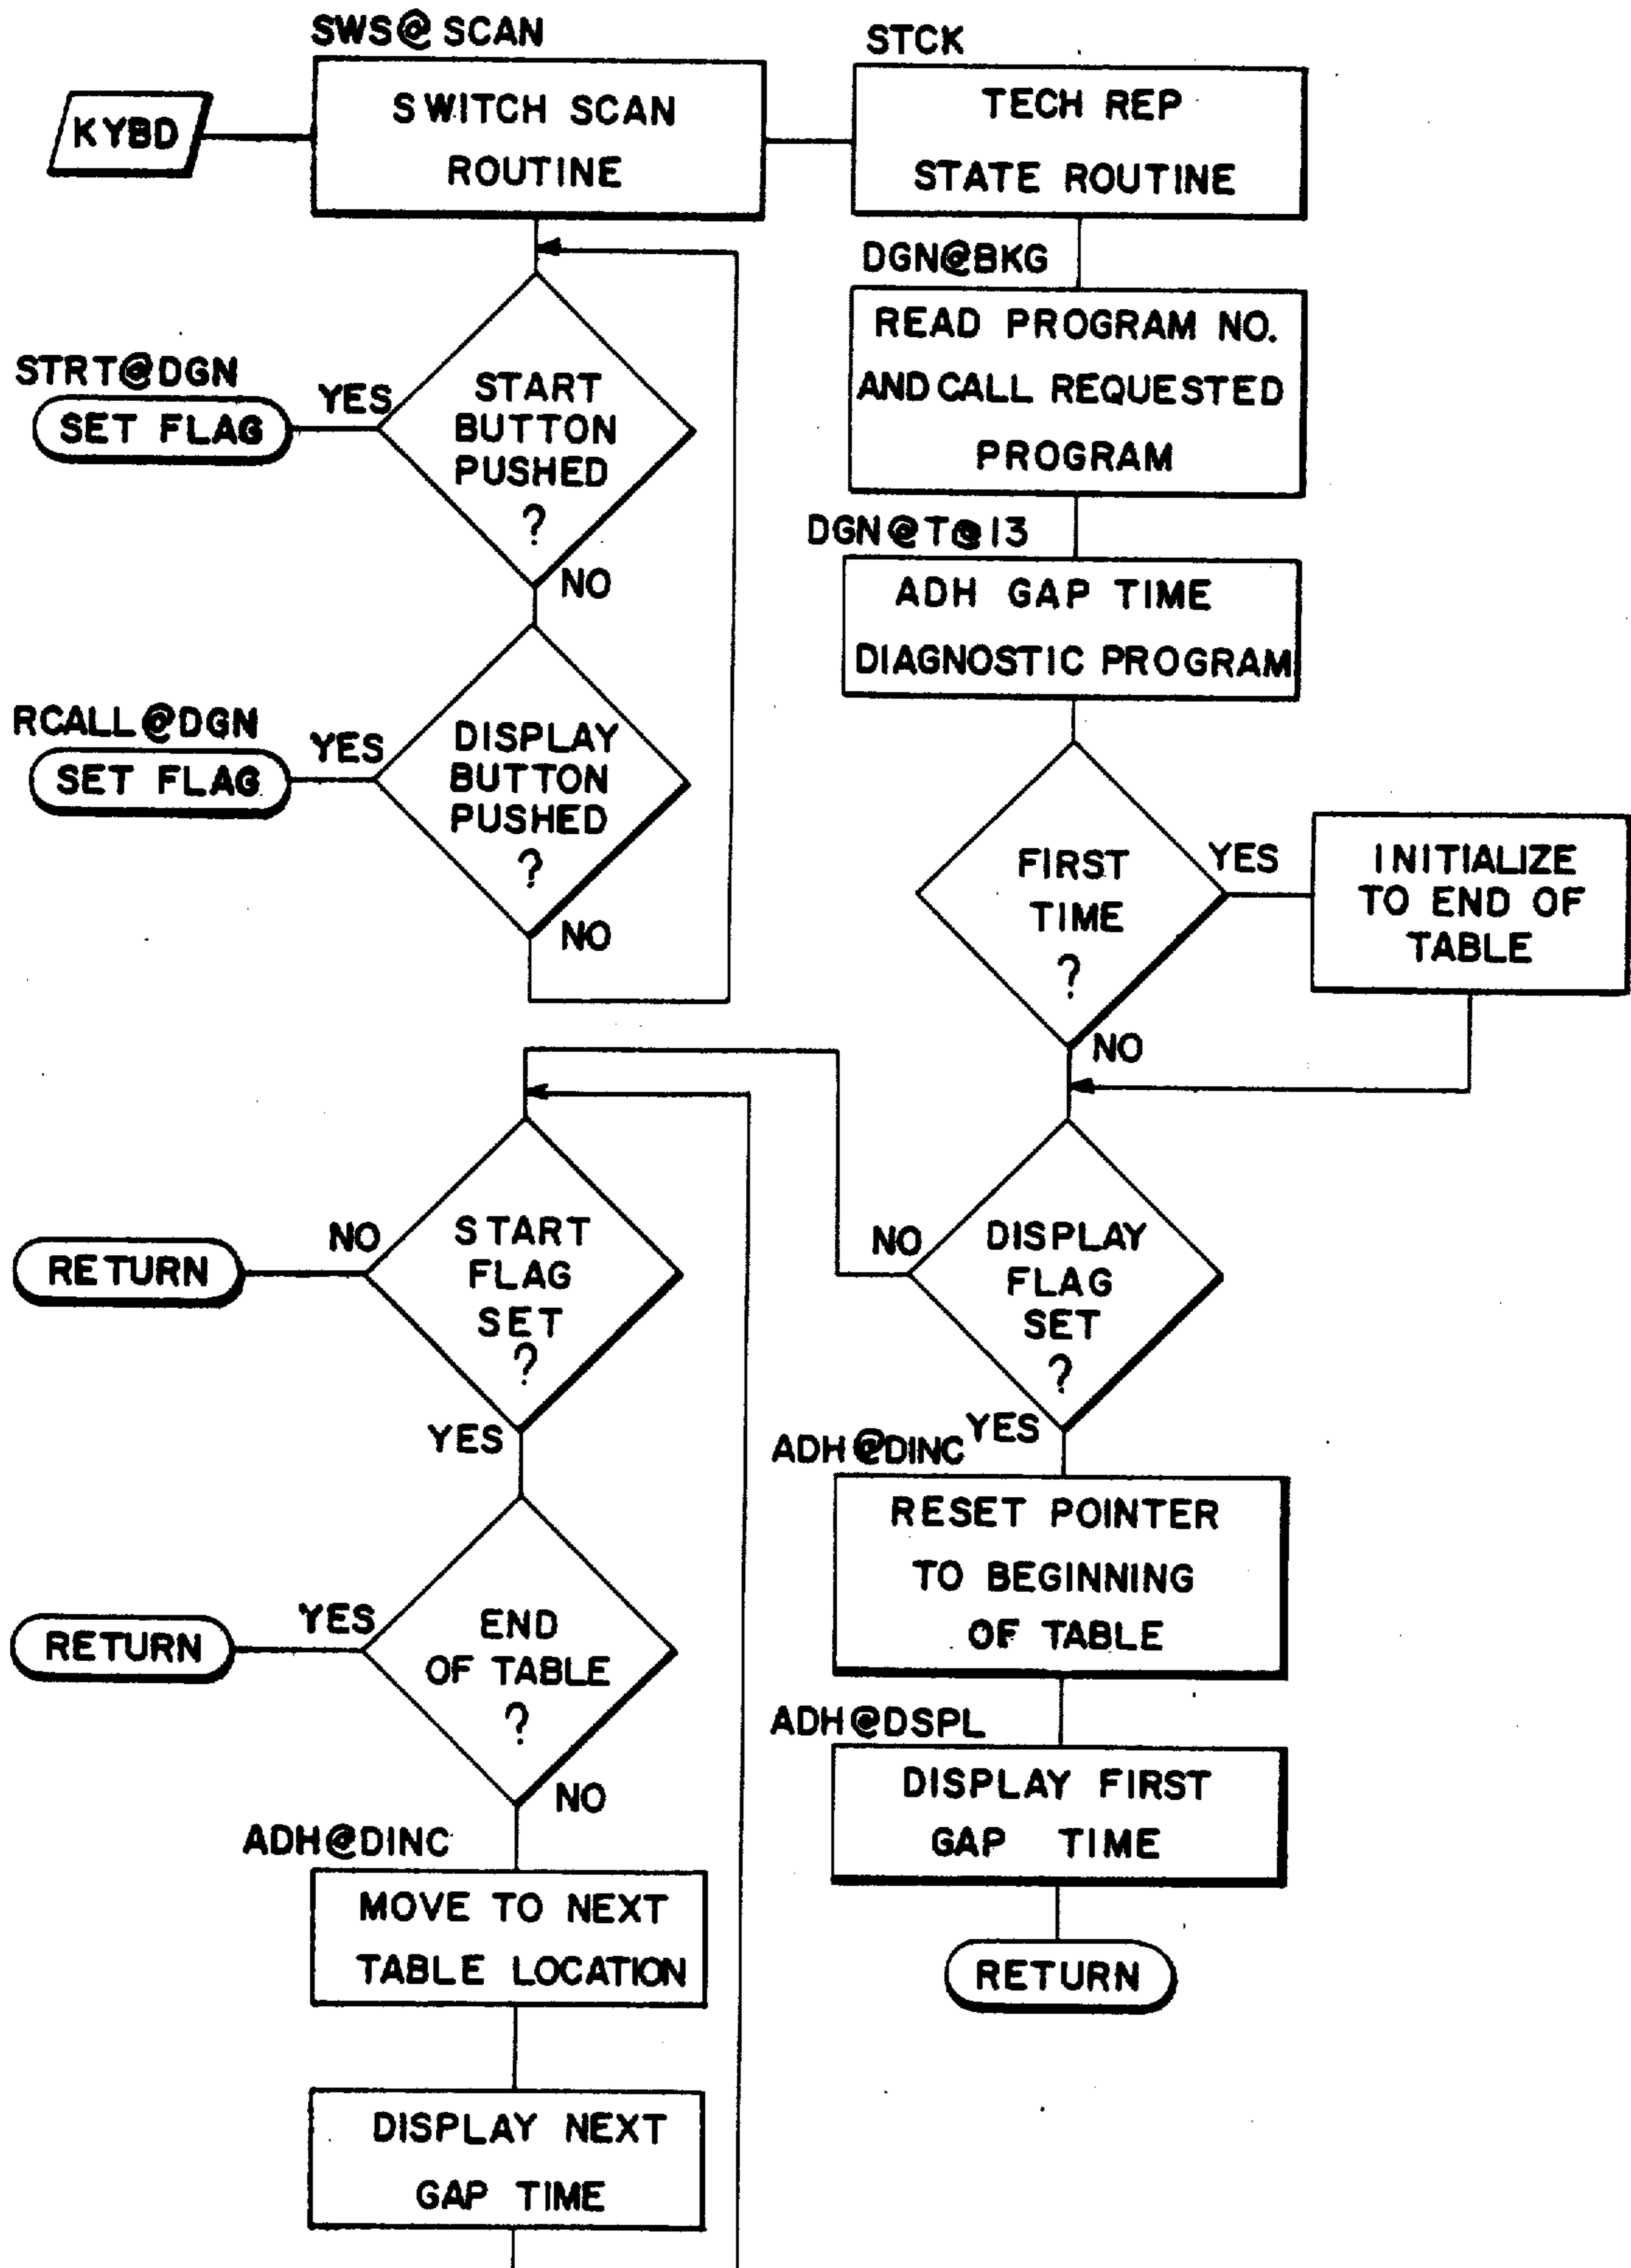 SWS@ SCAN
KYBD
SWITCH SCAN
ROUTINE
STCK
TECH REP
STATE ROUTINE
STRT@DGN
SET FLAG
YES
START
BUTTON
PUSHED
?
NO
RCALL@DGN
SET FLAG
YES
DISPLAY
BUTTON
PUSHED
?
NO
DGN@BKG
READ PROGRAM NO.
AND CALL REQUESTED
PROGRAM
DGN@T@13
ADH GAP TIME
DIAGNOSTIC PROGRAM
FIRST
TIME
?
YES
INITIALIZE
TO END OF
TABLE
NO
DISPLAY
FLAG
SET
?
NO
YES
ADH@DINC
RESET POINTER
TO BEGINNING
OF TABLE
ADH@DSPL
DISPLAY FIRST
GAP TIME
RETURN
START
FLAG
SET
?
NO
RETURN
YES
END
OF TABLE
?
YES
RETURN
NO
ADH@DINC
MOVE TO NEXT
TABLE LOCATION
DISPLAY NEXT
GAP TIME